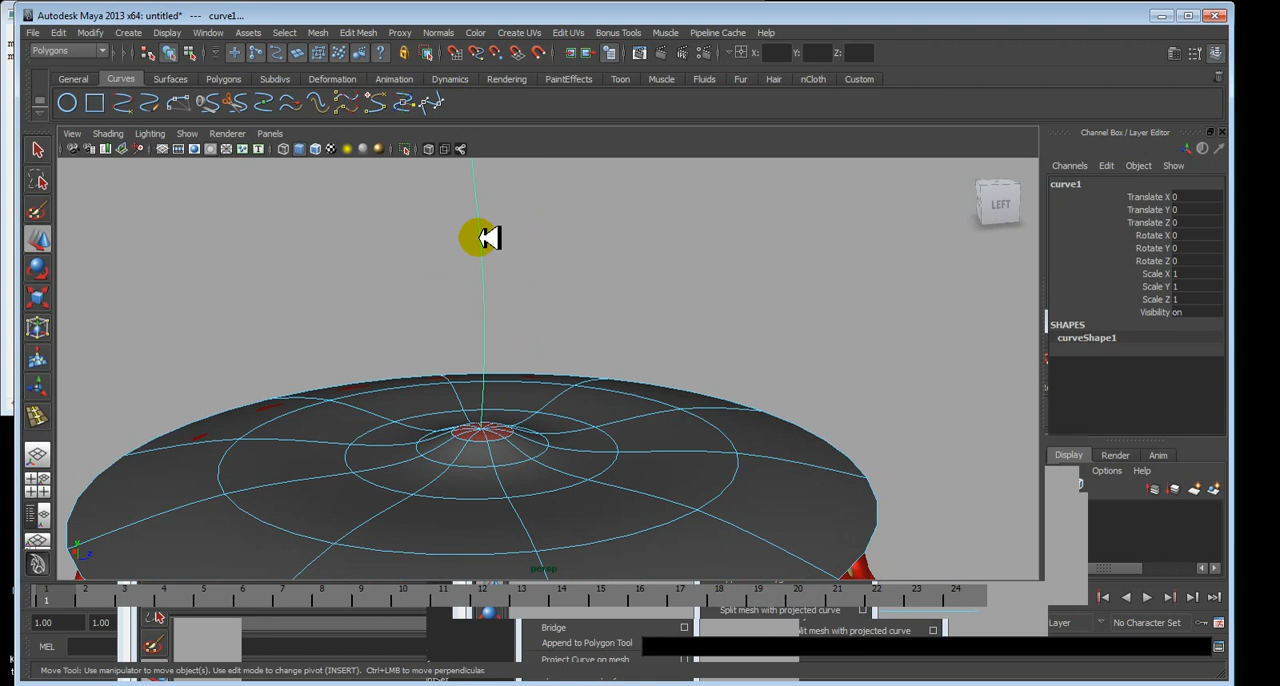 Autodesk Maya 2013 x64: untitled* --- curve1...
File Edit Modify Create Display Window Assets Select Mesh Edit Mesh Proxy Normals Color Create UVs Edit UVs Bonus Tools Muscle Pipeline Cache Help
Polygons X: Y: Z:
General Curves Surfaces Polygons Subdivs Deformation Animation Dynamics Rendering PaintEffects Toon Muscle Fluids Fur Hair nCloth Custom
View Shading Lighting Show Renderer Panels
Channel Box / Layer Editor
Channels Edit Object Show
curve1
Translate X 0
Translate Y 0
Translate Z 0
Rotate X 0
Rotate Y 0
Rotate Z 0
Scale X 1
Scale Y 1
Scale Z 1
Visibility on
SHAPES
curveShape1
LEFT
Display Render Anim
Options Help
y
z
persp
1 2 3 4 5 6 7 8 9 10 11 12 13 14 15 16 17 18 19 20 21 22 23 24
1
1.00 1.00
Split mesh with projected curve
Bridge
lit mesh with projected curve
Layer No Character Set
MEL
Append to Polygon Tool
Project Curve on mesh
Move Tool: Use manipulator to move object(s). Use edit mode to change pivot (INSERT). Ctrl+LMB to move perpendicular.